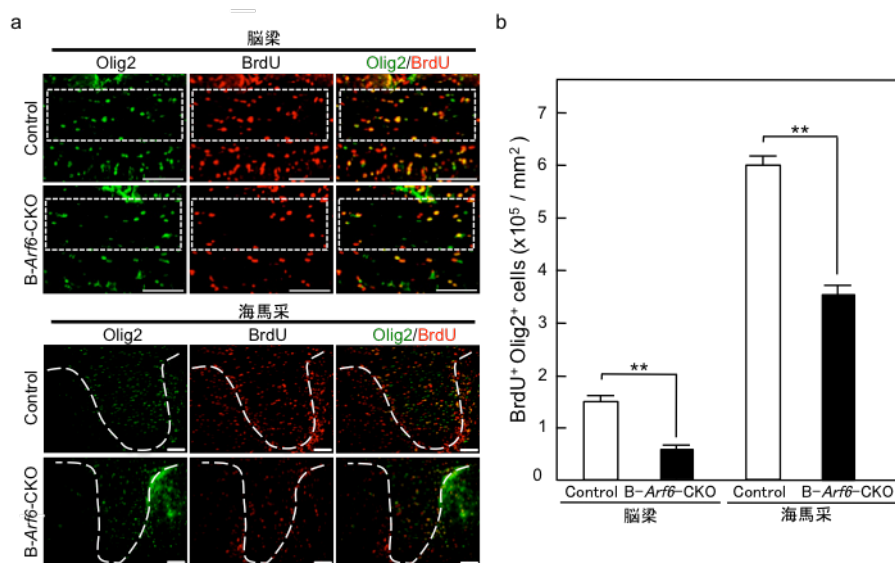 a
脳梁
Olig2 BrdU Olig2/BrdU
Control
B-Arf6-CKO
海馬采
Olig2 BrdU Olig2/BrdU
Control
B-Arf6-CKO
b
BrdU⁺ Olig2⁺ cells (x10⁵ / mm²)
7
6
5
4
3
2
1
0
**
**
Control B-Arf6-CKO Control B-Arf6-CKO
脳梁 海馬采